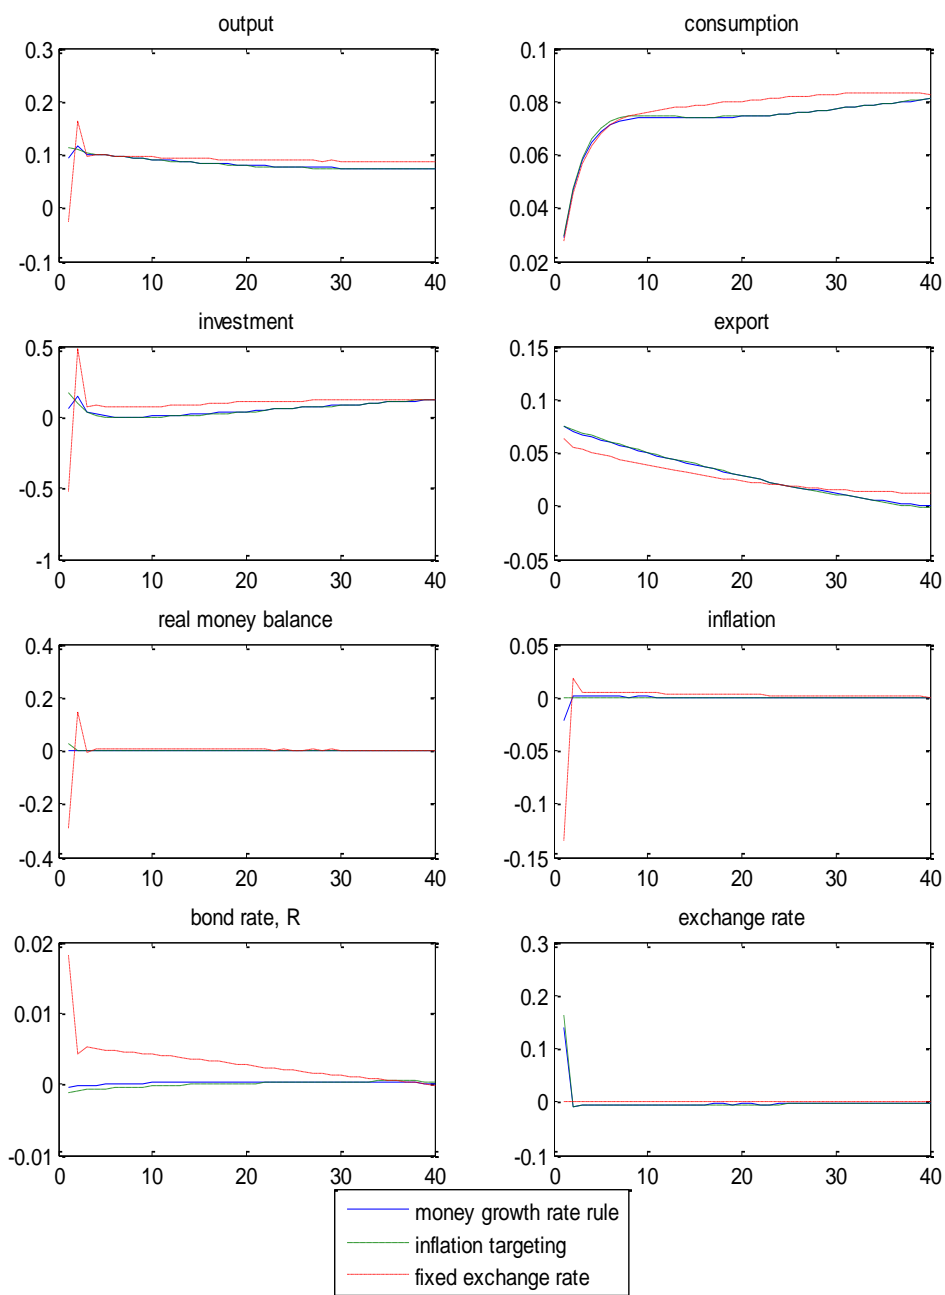 output
consumption
0.3
0.2
0.1
0
-0.1
0 10 20 30 40
0.1
0.08
0.06
0.04
0.02
0 10 20 30 40
investment
export
0.5
0
-0.5
-1
0 10 20 30 40
0.15
0.1
0.05
0
-0.05
0 10 20 30 40
real money balance
inflation
0.4
0.2
0
-0.2
-0.4
0 10 20 30 40
0.05
0
-0.05
-0.1
-0.15
0 10 20 30 40
bond rate, R
exchange rate
0.02
0.01
0
-0.01
0 10 20 30 40
0.3
0.2
0.1
0
-0.1
0 10 20 30 40
money growth rate rule
inflation targeting
fixed exchange rate